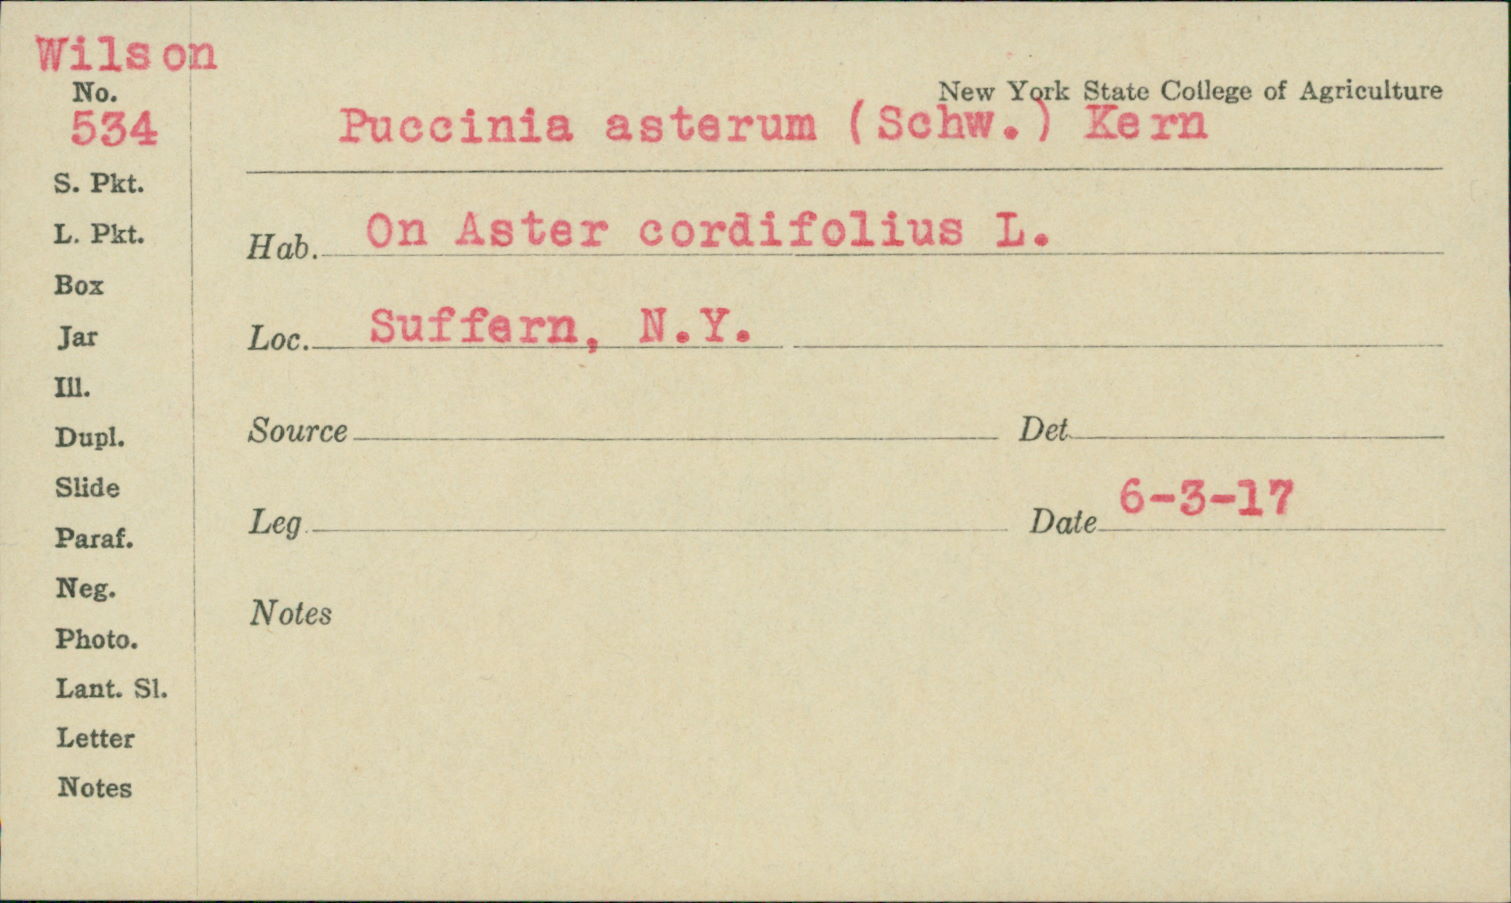 Wilson
No.
534
S. Pkt.
L. Pkt.
Box
Jar
Ill.
Dupl.
Slide
Paraf.
Neg.
Photo.
Lant. Sl.
Letter
Notes
New York State College of Agriculture
Puccinia asterum (Schw.) Kern
Hab. On Aster cordifolius L.
Loc. Suffern, N.Y.
Source Det
Leg Date 6-3-17
Notes